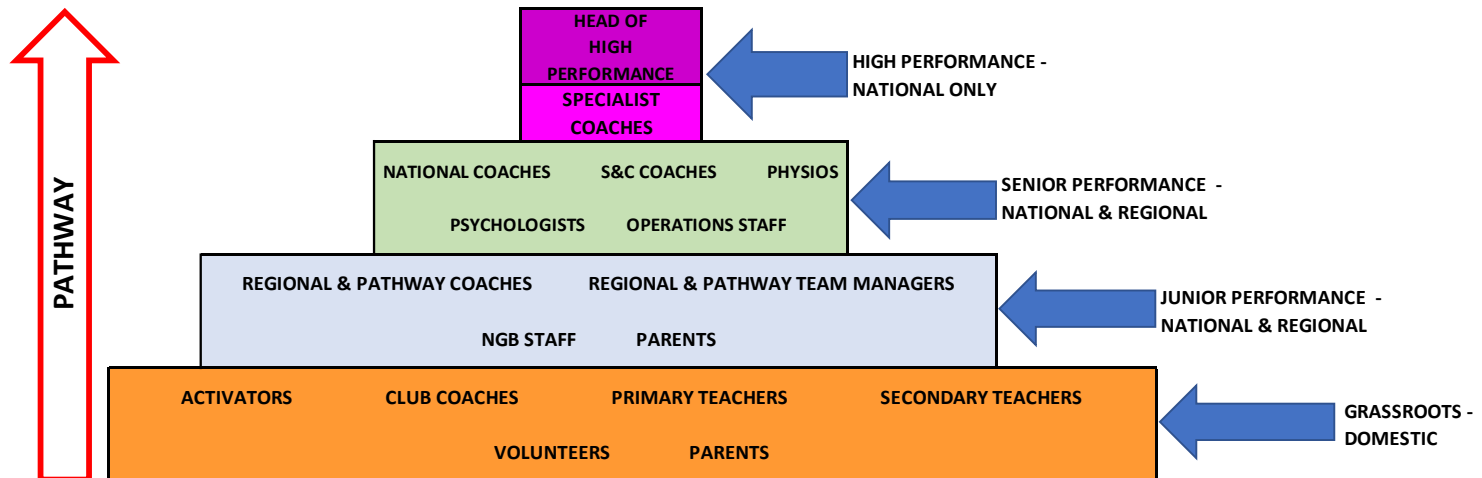 PATHWAY
HEAD OF
HIGH
PERFORMANCE
SPECIALIST
COACHES
HIGH PERFORMANCE -
NATIONAL ONLY
NATIONAL COACHES S&C COACHES PHYSIOS
PSYCHOLOGISTS OPERATIONS STAFF
SENIOR PERFORMANCE -
NATIONAL & REGIONAL
REGIONAL & PATHWAY COACHES REGIONAL & PATHWAY TEAM MANAGERS
NGB STAFF PARENTS
JUNIOR PERFORMANCE -
NATIONAL & REGIONAL
ACTIVATORS CLUB COACHES PRIMARY TEACHERS SECONDARY TEACHERS
VOLUNTEERS PARENTS
GRASSROOTS -
DOMESTIC